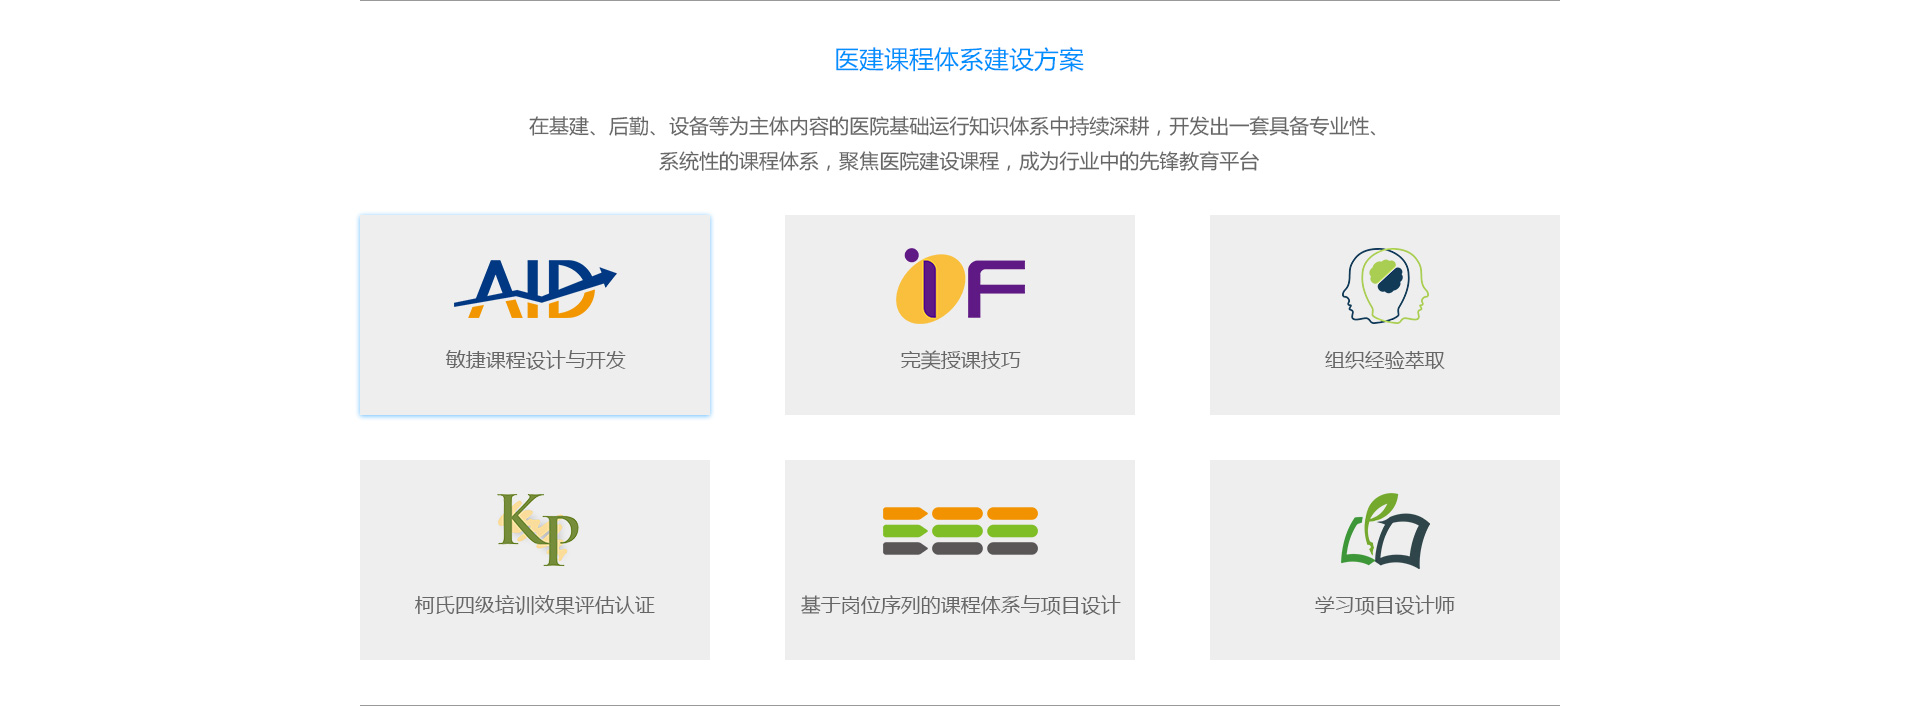 医建课程体系建设方案
在基建、后勤、设备等为主体内容的医院基础运行知识体系中持续深耕，开发出一套具备专业性、
系统性的课程体系，聚焦医院建设课程，成为行业中的先锋教育平台
AID
iF
敏捷课程设计与开发
完美授课技巧
组织经验萃取
KP
柯氏四级培训效果评估认证
基于岗位序列的课程体系与项目设计
学习项目设计师